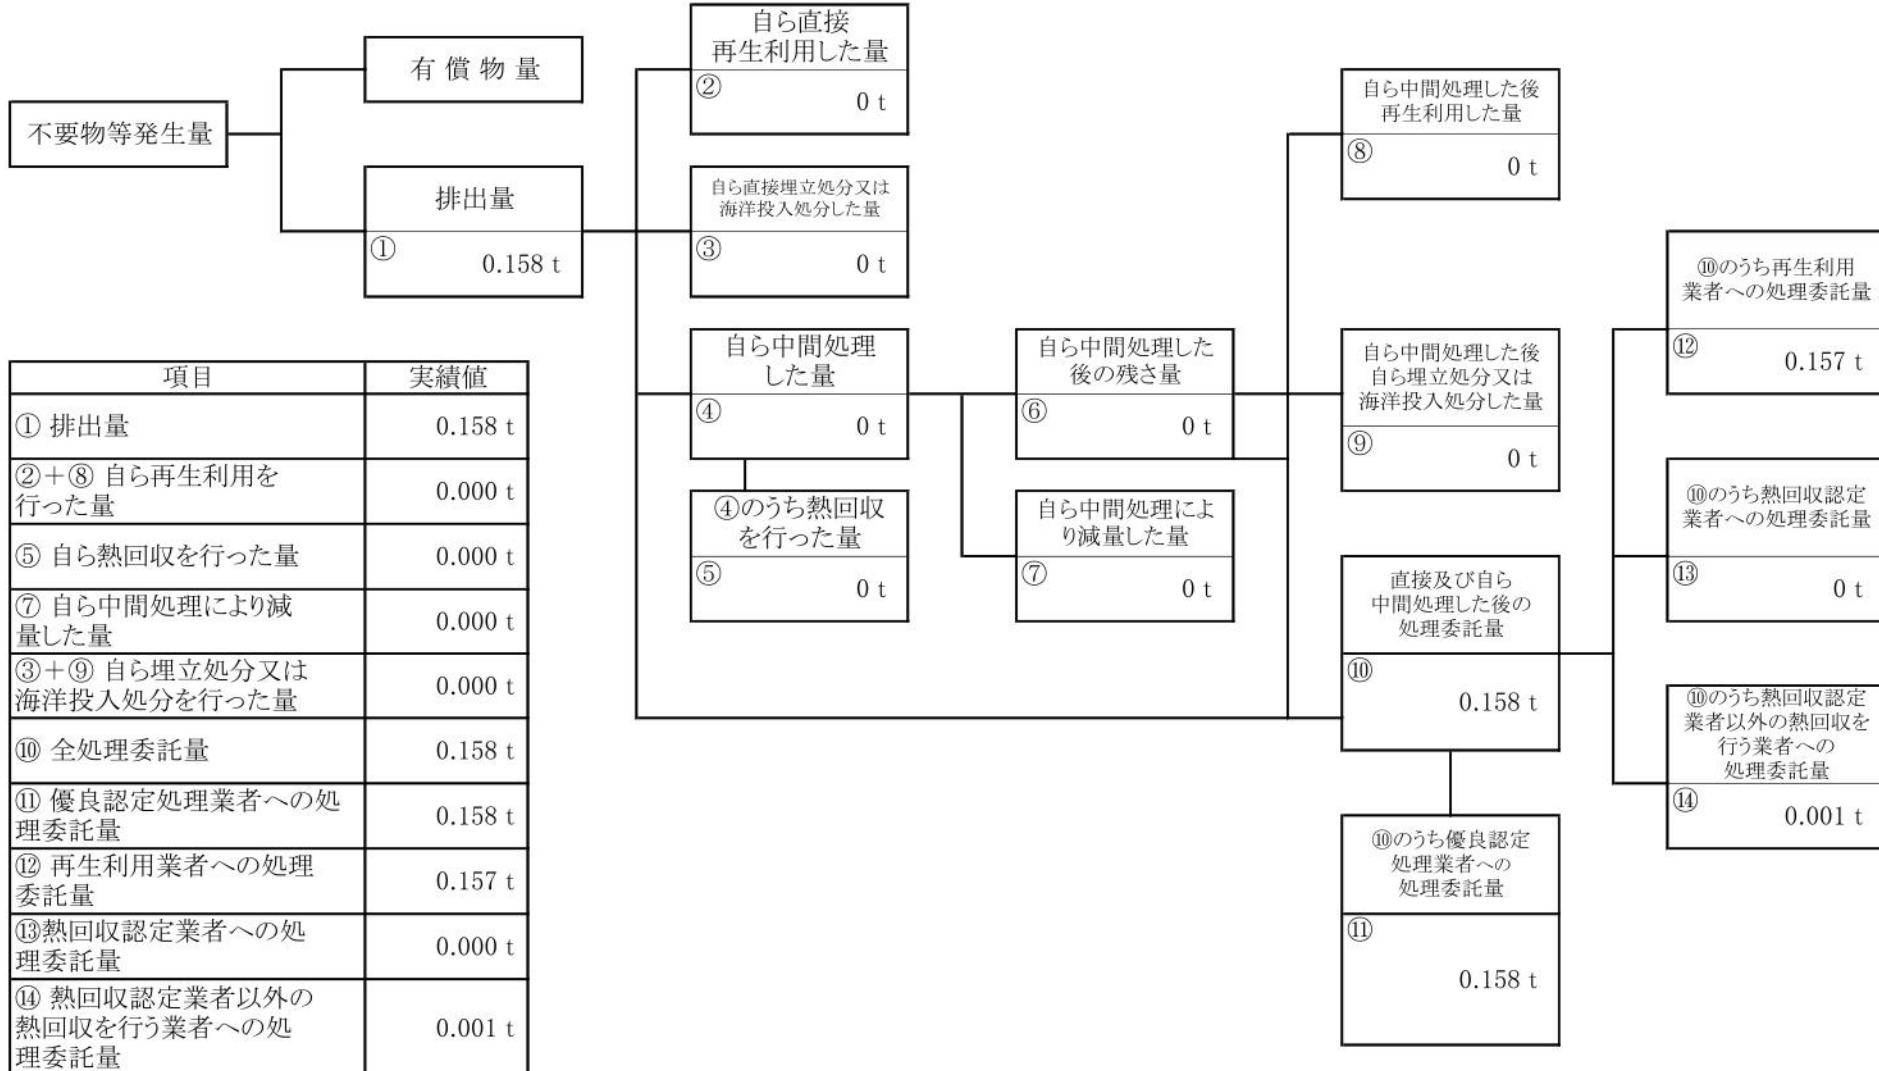 自ら直接
再生利用した量
②
0 t
有 償 物 量
不要物等発生量
排出量
①
0.158 t
自ら直接埋立処分又は
海洋投入処分した量
③
0 t
自ら中間処理
した量
④
0 t
④のうち熱回収
を行った量
⑤
0 t
自ら中間処理した
後の残さ量
⑥
0 t
自ら中間処理によ
り減量した量
⑦
0 t
自ら中間処理した後
再生利用した量
⑧
0 t
自ら中間処理した後
自ら埋立処分又は
海洋投入処分した量
⑨
0 t
直接及び自ら
中間処理した後の
処理委託量
⑩
0.158 t
⑩のうち優良認定
処理業者への
処理委託量
⑪
0.158 t
⑩のうち再生利用
業者への処理委託量
⑫
0.157 t
⑩のうち熱回収認定
業者への処理委託量
⑬
0 t
⑩のうち熱回収認定
業者以外の熱回収を
行う業者への
処理委託量
⑭
0.001 t
項目 実績値
① 排出量 0.158 t
②＋⑧ 自ら再生利用を
行った量 0.000 t
⑤ 自ら熱回収を行った量 0.000 t
⑦ 自ら中間処理により減
量した量 0.000 t
③＋⑨ 自ら埋立処分又は
海洋投入処分を行った量 0.000 t
⑩ 全処理委託量 0.158 t
⑪ 優良認定処理業者への処
理委託量 0.158 t
⑫ 再生利用業者への処理
委託量 0.157 t
⑬熱回収認定業者への処
理委託量 0.000 t
⑭ 熱回収認定業者以外の
熱回収を行う業者への処
理委託量 0.001 t